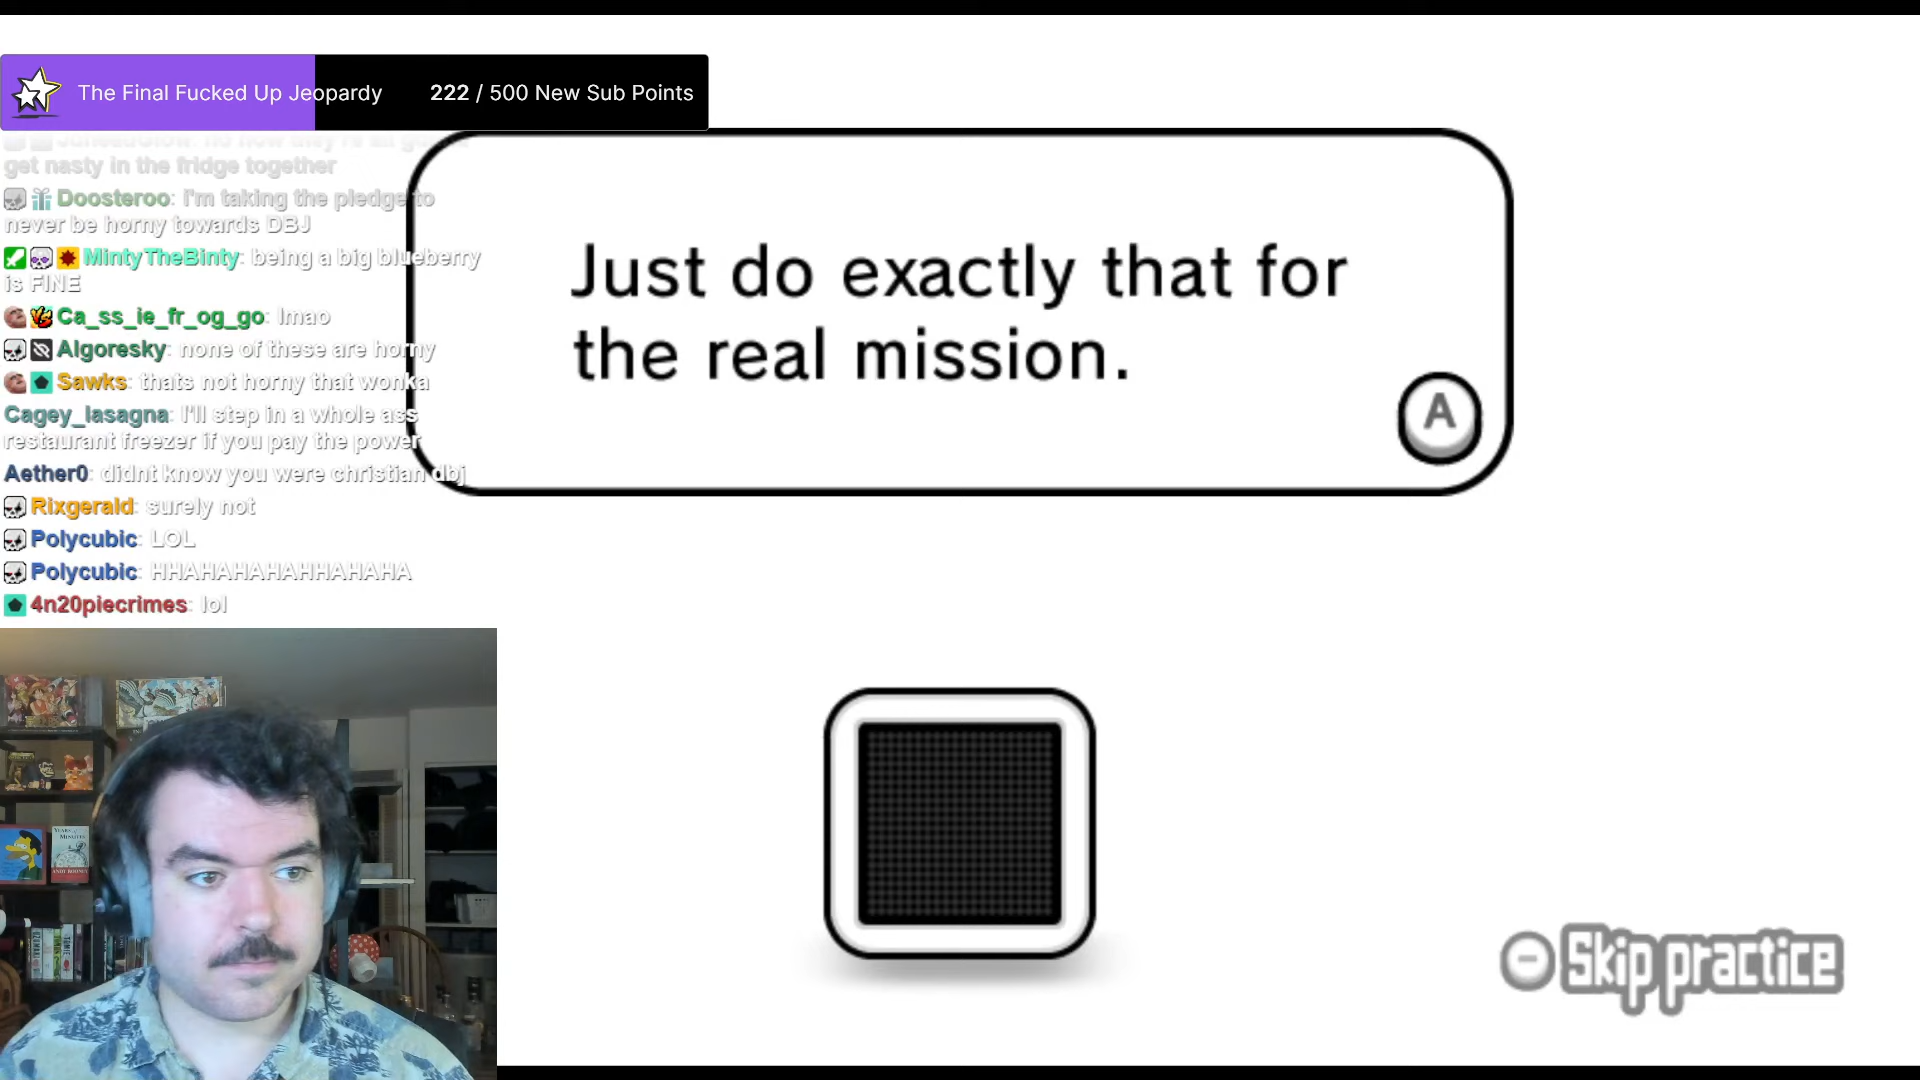 The Final Fucked Up Jeopardy 222 / 500 New Sub Points
get nasty in the fridge together
Doosteroo: I'm taking the pledge to
never be horny towards DBJ
MintyTheBinty: being a big blueberry
is FINE
Ca_ss_ie_fr_og_go: lmao
Algoresky: none of these are horny
Sawks: thats not horny that wonka
Cagey_lasagna: I'll step in a whole ass
restaurant freezer if you pay the power
Aether0: didnt know you were christian dbj
Rixgerald: surely not
Polycubic: LOL
Polycubic: HHAHAHAHAHHAHAHA
4n20piecrimes: lol
Just do exactly that for
the real mission.
A
Skip practice